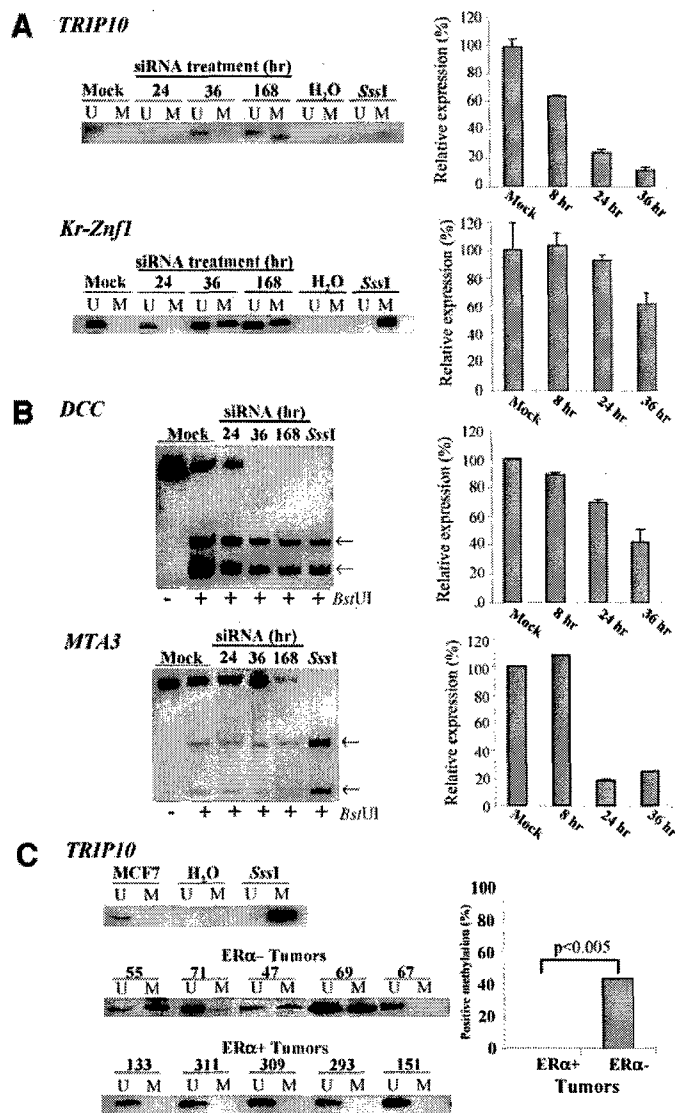 A TRIP10
siRNA treatment (hr)
Mock 24 36 168 H₂O SssI
U M U M U M U M U M U M
Relative expression (%)
120
100
80
60
40
20
0
Mock 8 hr 24 hr 36 hr
Kr-Znf1
siRNA treatment (hr)
Mock 24 36 168 H₂O SssI
U M U M U M U M U M U M
Relative expression (%)
120
100
80
60
40
20
0
Mock 8 hr 24 hr 36 hr
B DCC
siRNA (hr)
Mock 24 36 168 SssI
- + + + + + BstUI
Relative expression (%)
120
100
80
60
40
20
0
Mock 8 hr 24 hr 36 hr
MTA3
siRNA (hr)
Mock 24 36 168 SssI
- + + + + + BstUI
Relative expression (%)
120
100
80
60
40
20
0
Mock 8 hr 24 hr 36 hr
C TRIP10
MCF7 H₂O SssI
U M U M U M
ERα− Tumors
55 71 47 69 67
U M U M U M U M U M
ERα+ Tumors
133 311 309 293 151
U M U M U M U M U M
Positive methylation (%)
100
80
60
40
20
0
p<0.005
ERα+ ERα-
Tumors